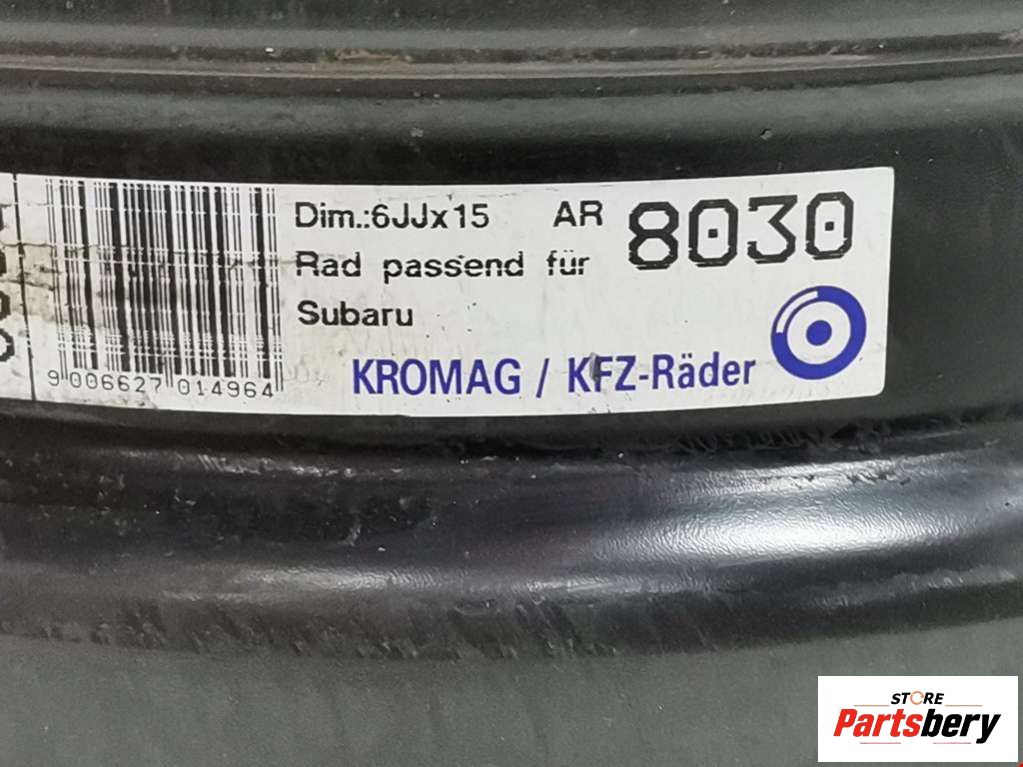 Dim.:6JJx15 AR 8030
Rad passend für
Subaru
KROMAG / KFZ-Räder
9 006627 014964
STORE
Partsbery